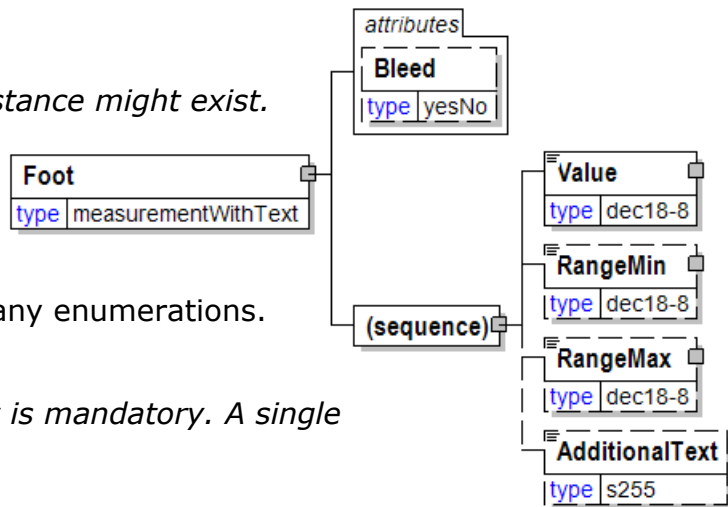 attributes
Bleed
type yesNo
stance might exist.
Foot
type measurementWithText
Value
type dec18-8
RangeMin
type dec18-8
any enumerations.
(sequence)
RangeMax
type dec18-8
is mandatory. A single
AdditionalText
type s255